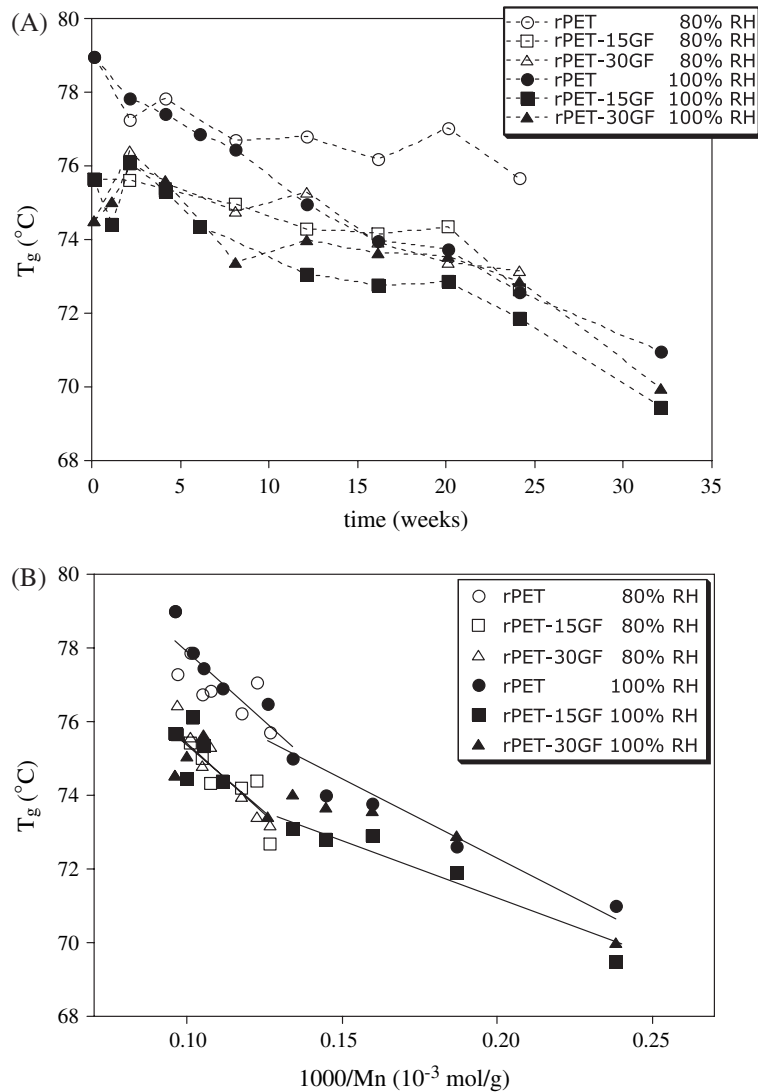 (A)
80
78
76
74
72
70
68
T_g (°C)
rPET 80% RH
rPET-15GF 80% RH
rPET-30GF 80% RH
rPET 100% RH
rPET-15GF 100% RH
rPET-30GF 100% RH
0 5 10 15 20 25 30 35
time (weeks)
(B)
80
78
76
74
72
70
68
T_g (°C)
rPET 80% RH
rPET-15GF 80% RH
rPET-30GF 80% RH
rPET 100% RH
rPET-15GF 100% RH
rPET-30GF 100% RH
0.10 0.15 0.20 0.25
1000/Mn (10⁻³ mol/g)